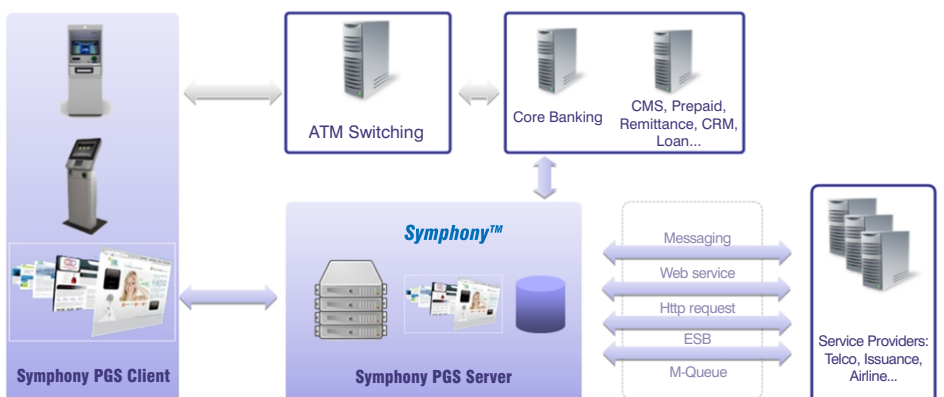 ATM Switching
Core Banking
CMS, Prepaid,
Remittance, CRM,
Loan...
Symphony™
Messaging
Web service
Http request
ESB
M-Queue
Service Providers:
Telco, Issuance,
Airline...
Symphony PGS Client
Symphony PGS Server